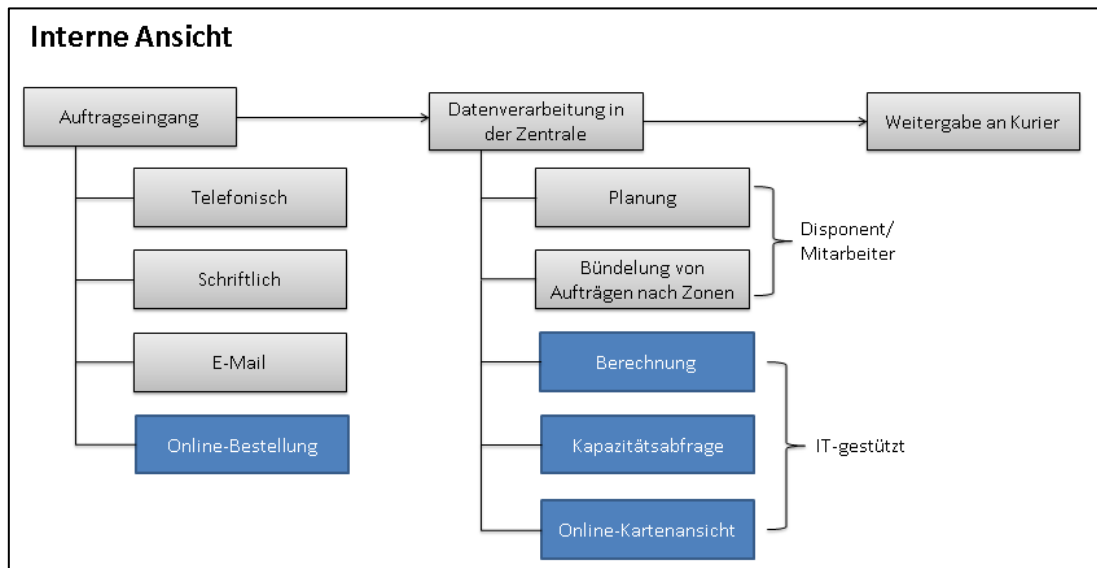 Interne Ansicht
Auftragseingang
Datenverarbeitung in
der Zentrale
Weitergabe an Kurier
Telefonisch
Schriftlich
E-Mail
Online-Bestellung
Planung
Bündelung von
Aufträgen nach Zonen
Disponent/
Mitarbeiter
Berechnung
Kapazitätsabfrage
Online-Kartenansicht
IT-gestützt